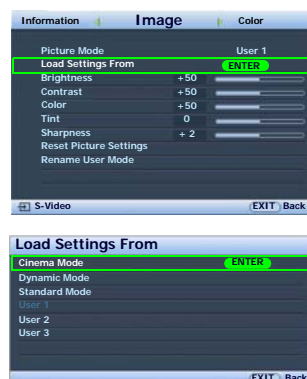 Information Image Color
Picture Mode User 1
Load Settings From ENTER
Brightness +50
Contrast +50
Color +50
Tint 0
Sharpness + 2
Reset Picture Settings
Rename User Mode
S-Video EXIT Back
Load Settings From
Cinema Mode ENTER
Dynamic Mode
Standard Mode
User 1
User 2
User 3
EXIT Back